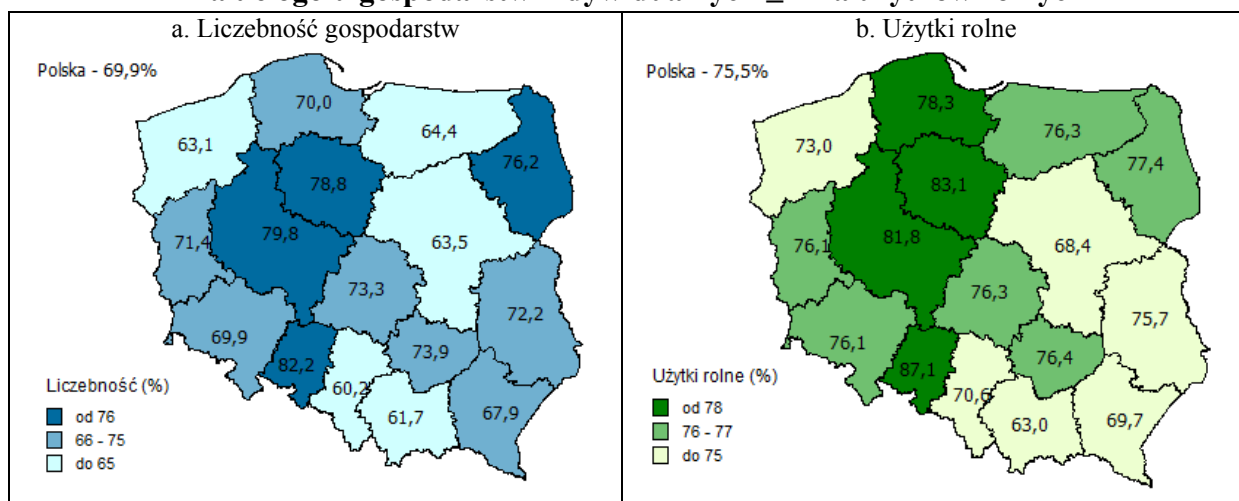 a. Liczebność gospodarstw
Polska - 69,9%
70,0
64,4
63,1
76,2
78,8
71,4
79,8
63,5
73,3
72,2
69,9
73,9
82,2
60,2
61,7
67,9
Liczebność (%)
od 76
66 - 75
do 65
b. Użytki rolne
Polska - 75,5%
78,3
76,3
73,0
77,4
83,1
76,1
81,8
68,4
76,3
75,7
76,1
76,4
87,1
70,6
63,0
69,7
Użytki rolne (%)
od 78
76 - 77
do 75